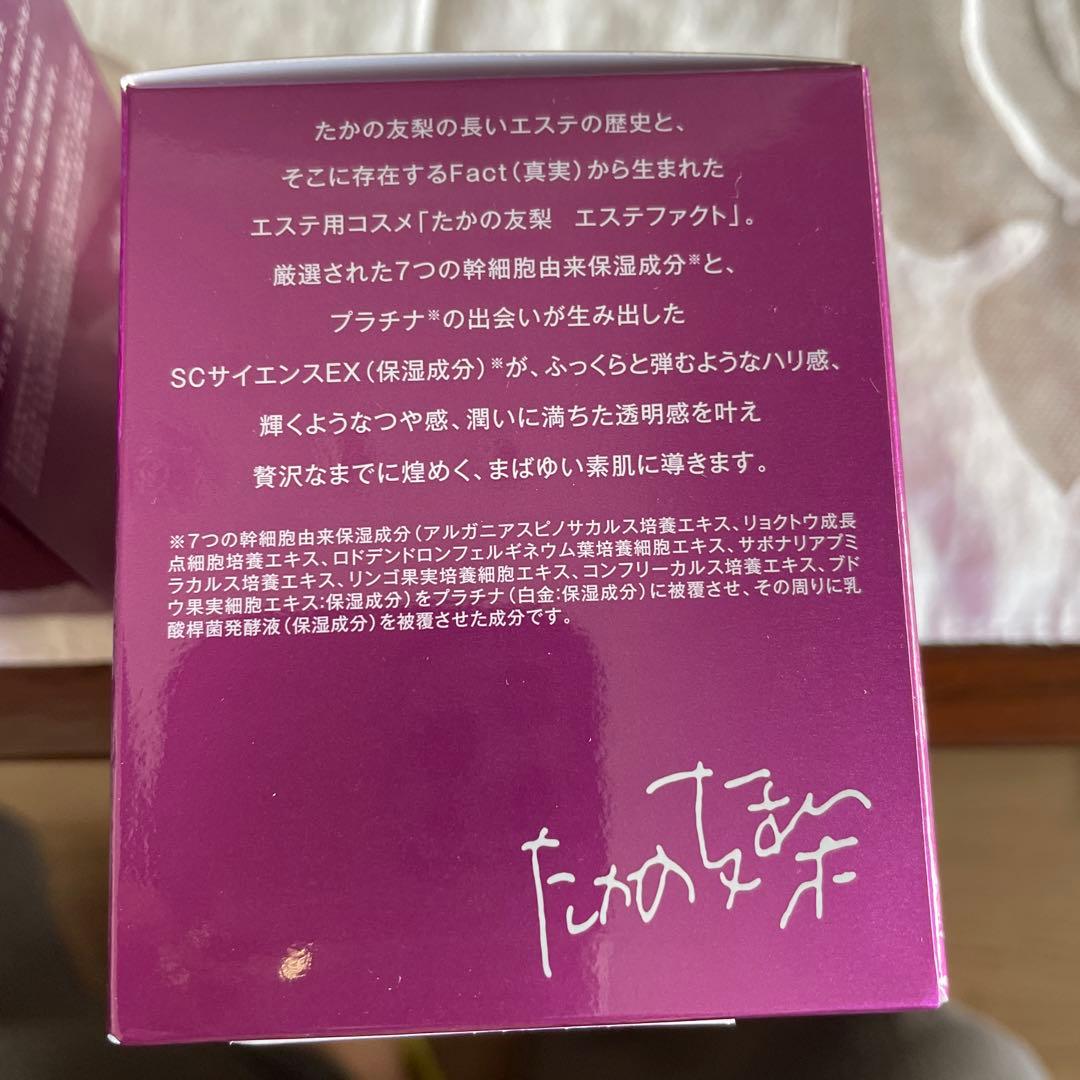 たかの友梨の長いエステの歴史と、
そこに存在するFact（真実）から生まれた
エステ用コスメ「たかの友梨　エステファクト」。
厳選された7つの幹細胞由来保湿成分※と、
プラチナ※の出会いが生み出した
SCサイエンスEX（保湿成分）※が、ふっくらと弾むようなハリ感、
輝くようなつや感、潤いに満ちた透明感を叶え
贅沢なまでに煌めく、まばゆい素肌に導きます。
※7つの幹細胞由来保湿成分（アルガニアスピノサカルス培養エキス、リョクトウ成長
点細胞培養エキス、ロドデンドロンフェルギネウム葉培養細胞エキス、サポナリアプミ
ラカルス培養エキス、リンゴ果実培養細胞エキス、コンフリーカルス培養エキス、ブド
ウ果実細胞エキス：保湿成分）をプラチナ（白金：保湿成分）に被覆させ、その周りに乳
酸桿菌発酵液（保湿成分）を被覆させた成分です。
たかの友梨